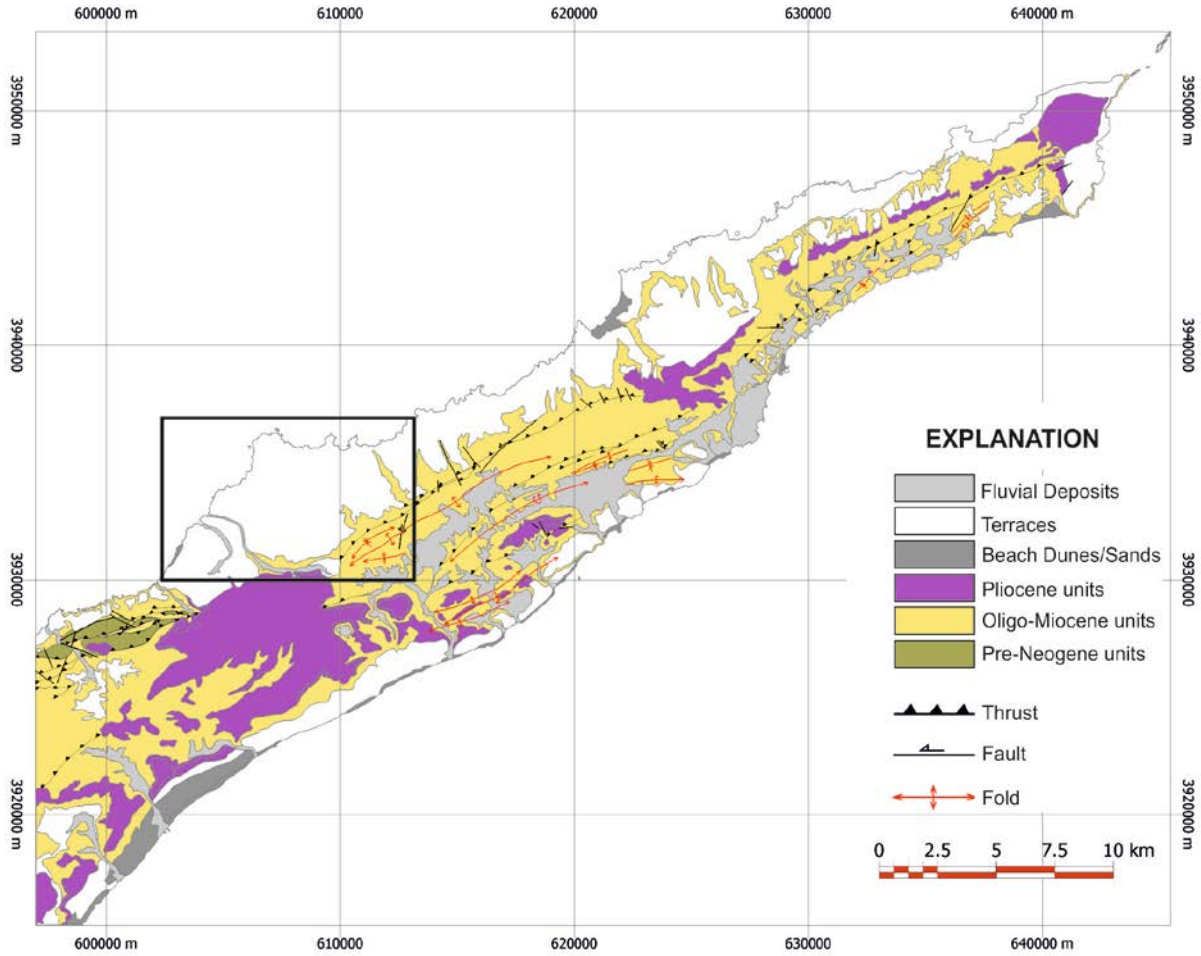 600000 m
610000
620000
630000
640000 m
3950000 m
3950000 m
3940000
3940000
3930000
3930000
3920000 m
3920000 m
EXPLANATION
Fluvial Deposits
Terraces
Beach Dunes/Sands
Pliocene units
Oligo-Miocene units
Pre-Neogene units
Thrust
Fault
Fold
0 2.5 5 7.5 10 km
600000 m
610000
620000
630000
640000 m